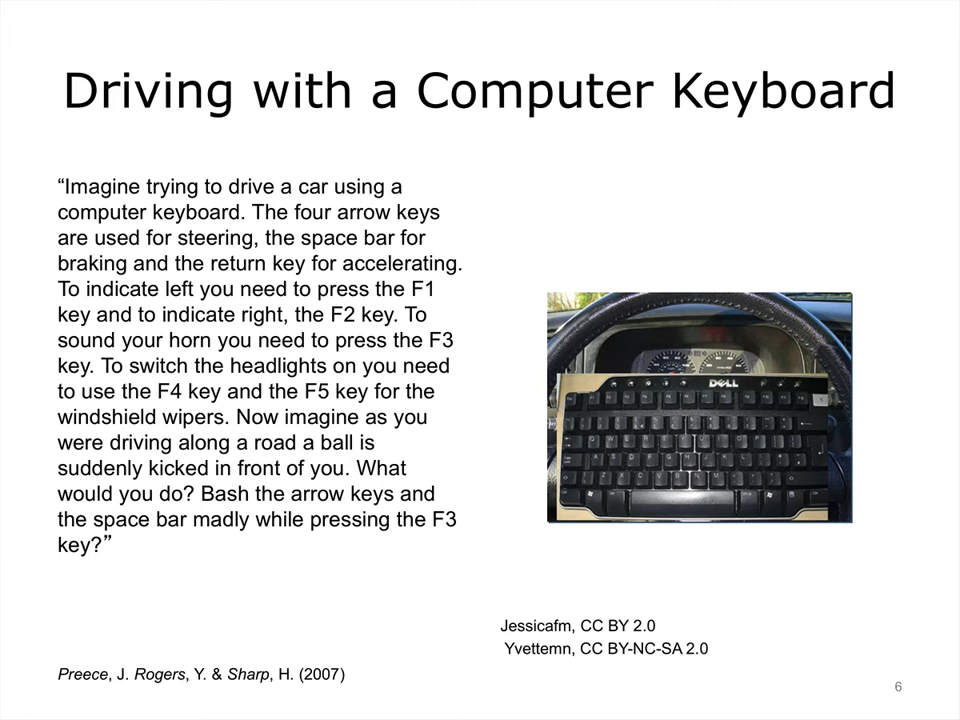 Driving with a Computer Keyboard
“Imagine trying to drive a car using a
computer keyboard. The four arrow keys
are used for steering, the space bar for
braking and the return key for accelerating.
To indicate left you need to press the F1
key and to indicate right, the F2 key. To
sound your horn you need to press the F3
key. To switch the headlights on you need
to use the F4 key and the F5 key for the
windshield wipers. Now imagine as you
were driving along a road a ball is
suddenly kicked in front of you. What
would you do? Bash the arrow keys and
the space bar madly while pressing the F3
key?”
DELL
Jessicafm, CC BY 2.0
Yvettemn, CC BY-NC-SA 2.0
Preece, J. Rogers, Y. & Sharp, H. (2007)
6